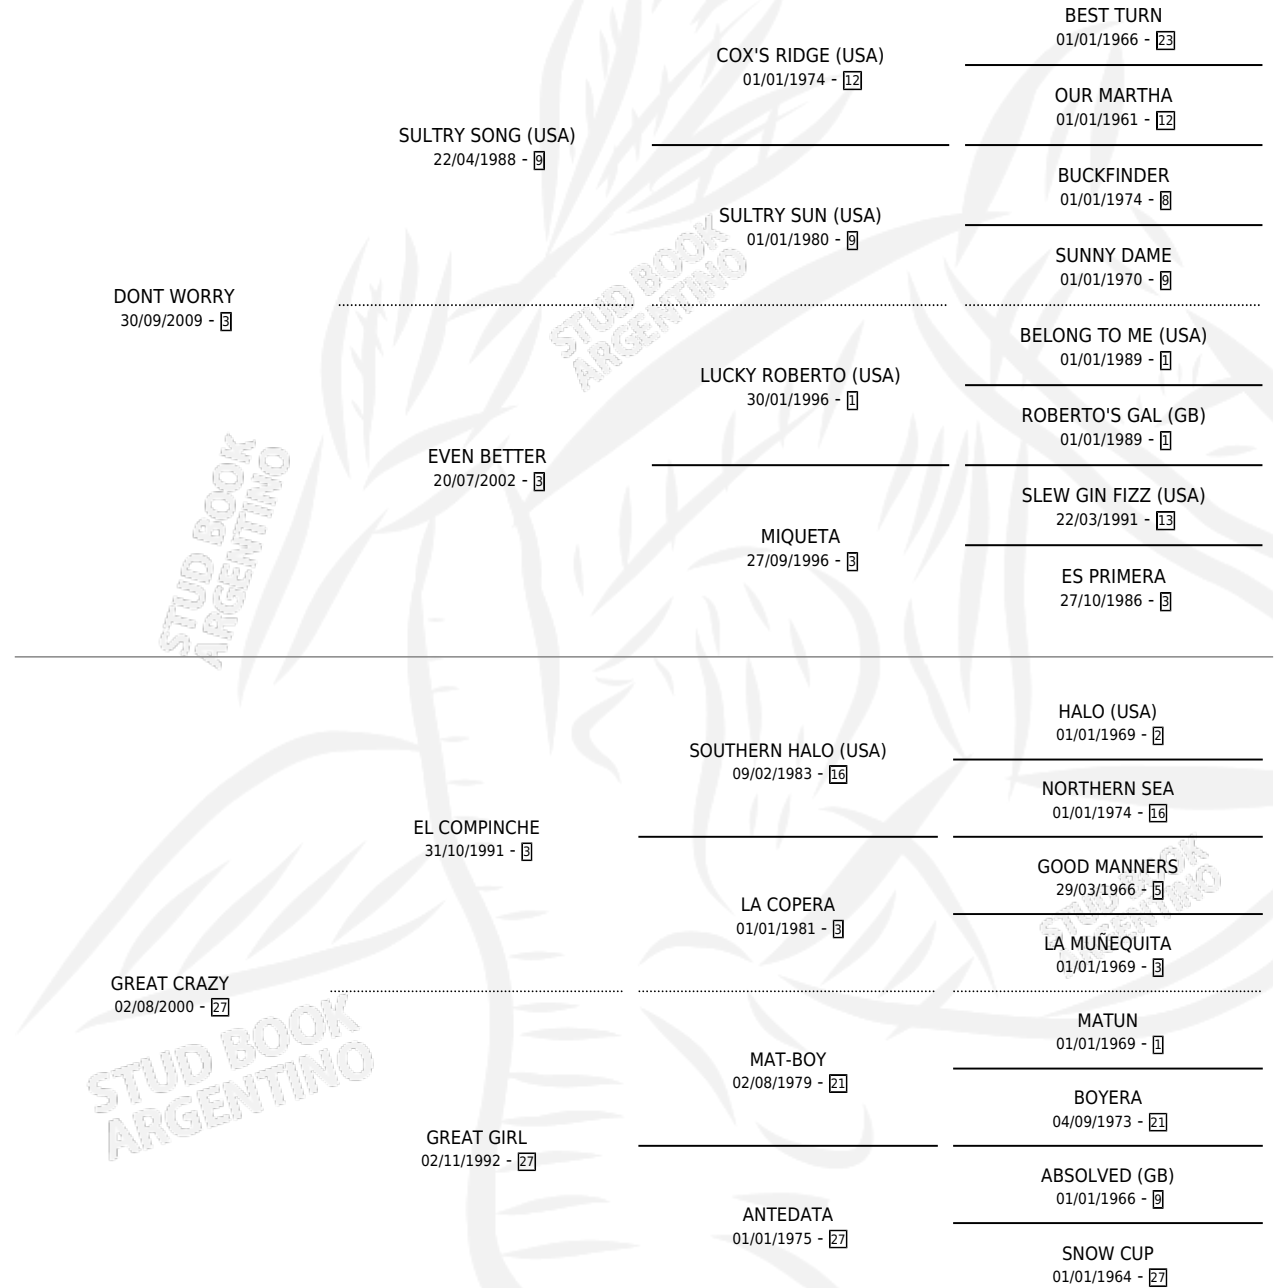 BEST TURN
01/01/1966 - 23
COX'S RIDGE (USA)
01/01/1974 - 12
OUR MARTHA
01/01/1961 - 12
SULTRY SONG (USA)
22/04/1988 - 9
BUCKFINDER
01/01/1974 - 8
SULTRY SUN (USA)
01/01/1980 - 9
SUNNY DAME
01/01/1970 - 9
DONT WORRY
30/09/2009 - 3
STUD BOOK
ARGENTINO
BELONG TO ME (USA)
01/01/1989 - 1
LUCKY ROBERTO (USA)
30/01/1996 - 1
ROBERTO'S GAL (GB)
01/01/1989 - 1
EVEN BETTER
20/07/2002 - 3
SLEW GIN FIZZ (USA)
22/03/1991 - 13
MIQUETA
27/09/1996 - 3
ES PRIMERA
27/10/1986 - 3
STUD BOOK
ARGENTINO
HALO (USA)
01/01/1969 - 2
SOUTHERN HALO (USA)
09/02/1983 - 16
NORTHERN SEA
01/01/1974 - 16
EL COMPINCHE
31/10/1991 - 3
GOOD MANNERS
29/03/1966 - 5
LA COPERA
01/01/1981 - 3
LA MUÑEQUITA
01/01/1969 - 3
STUD BOOK
ARGENTINO
GREAT CRAZY
02/08/2000 - 27
MATUN
01/01/1969 - 1
MAT-BOY
02/08/1979 - 21
BOYERA
04/09/1973 - 21
STUD BOOK
ARGENTINO
GREAT GIRL
02/11/1992 - 27
ABSOLVED (GB)
01/01/1966 - 9
ANTEDATA
01/01/1975 - 27
SNOW CUP
01/01/1964 - 27